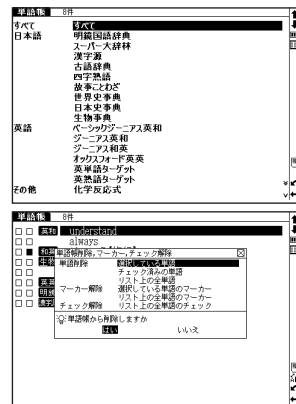 単語帳 8件
すべて すべて
日本語 明鏡国語辞典
スーパー大辞林
漢字源
古語辞典
四字熟語
故事ことわざ
世界史事典
日本史事典
生物事典
英語 ベーシックジーニアス英和
ジーニアス英和
ジーニアス和英
オックスフォード英英
英単語ターゲット
英熟語ターゲット
その他 化学反応式
単語帳 8件
英和 understand
always
単語帳削除,マーカー,チェック解除
単語削除 選択している単語
チェック済みの単語
リスト上の全単語
マーカー解除 選択している単語のマーカー
リスト上の全単語のマーカー
チェック解除 リスト上の全単語のチェック
単語帳から削除しますか
はい いいえ